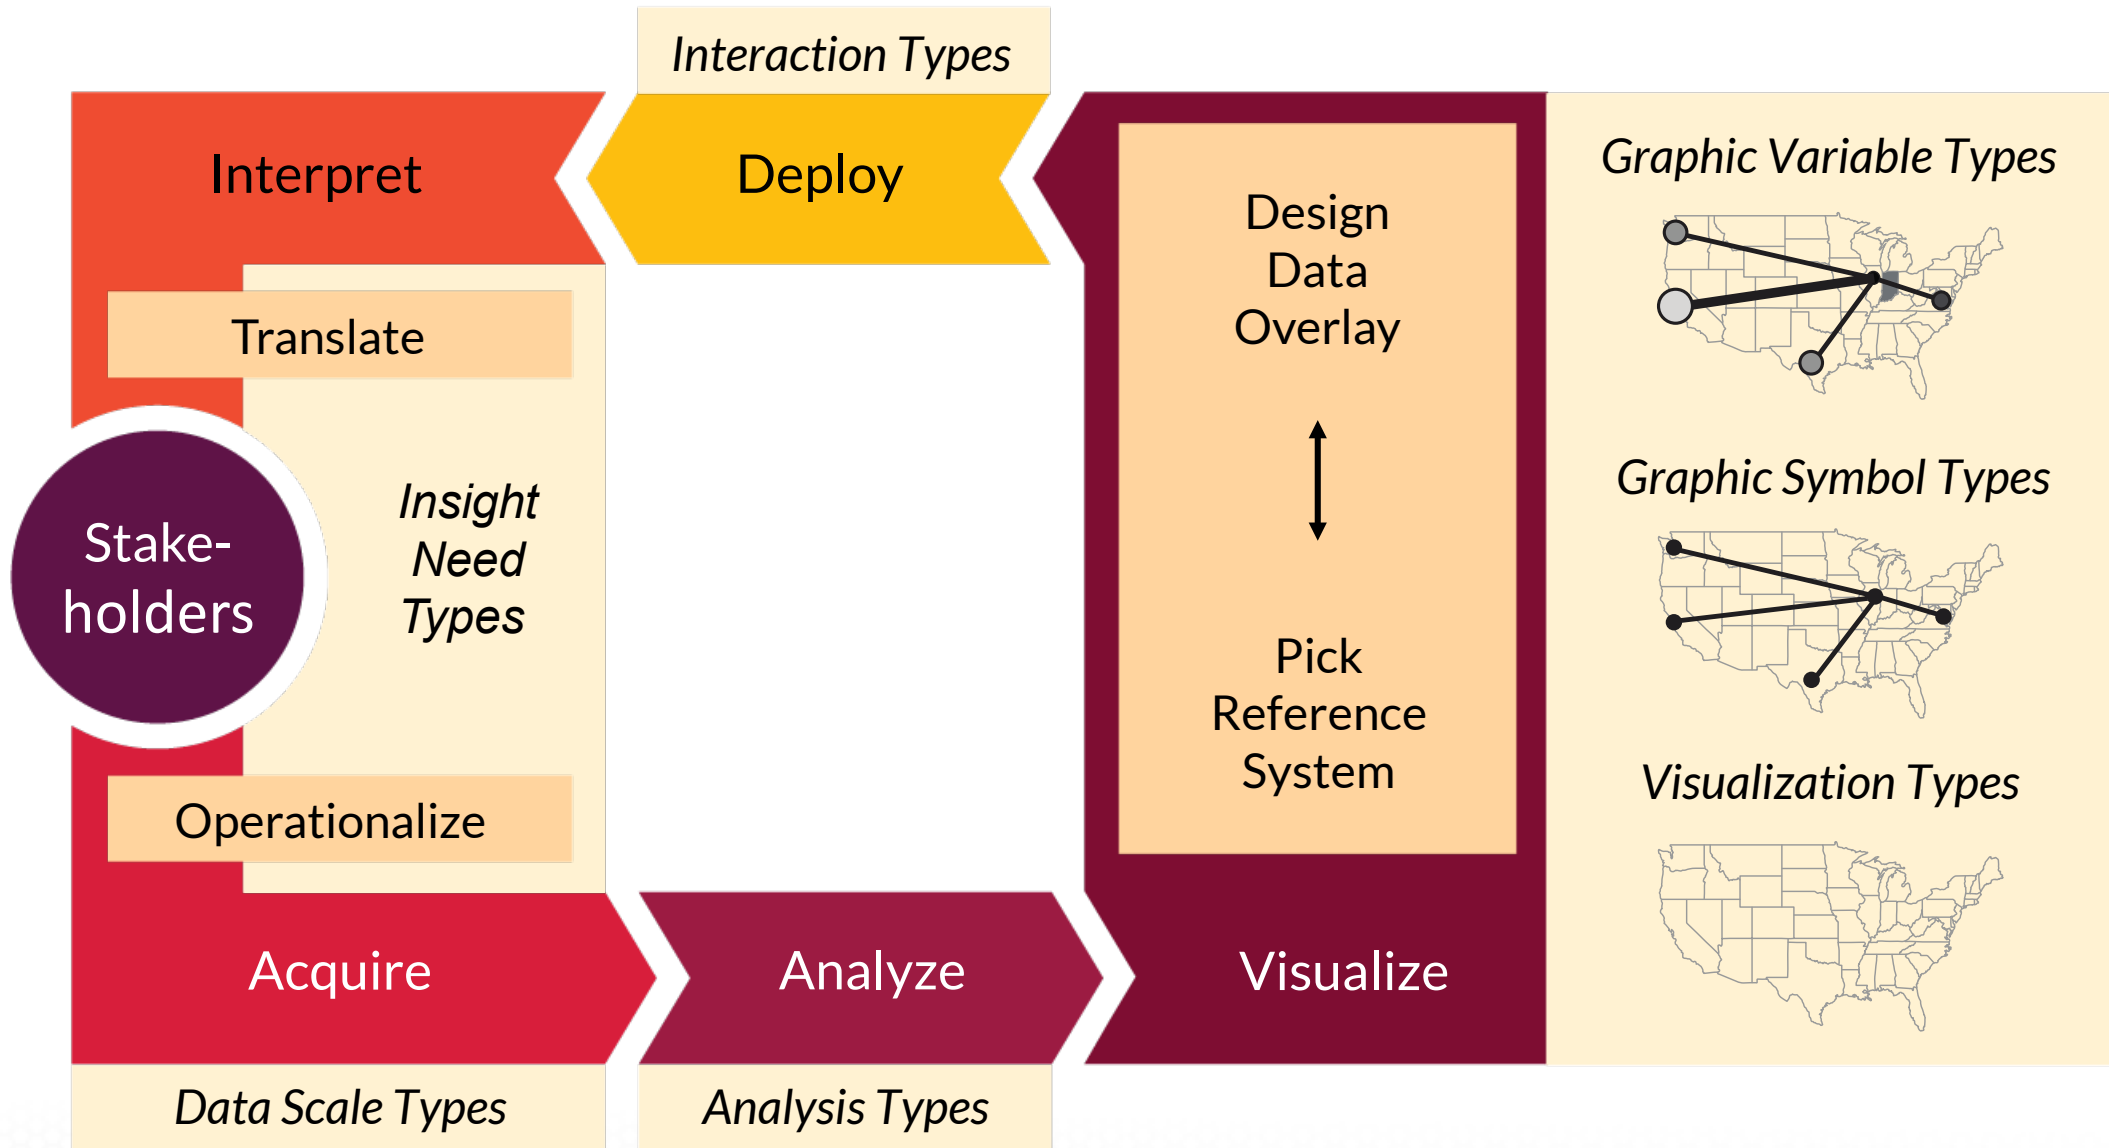 Interaction Types
Interpret
Deploy
Translate
Stake-
holders
Insight
Need
Types
Operationalize
Acquire
Data Scale Types
Analyze
Analysis Types
Visualize
Design
Data
Overlay
Pick
Reference
System
Graphic Variable Types
Graphic Symbol Types
Visualization Types